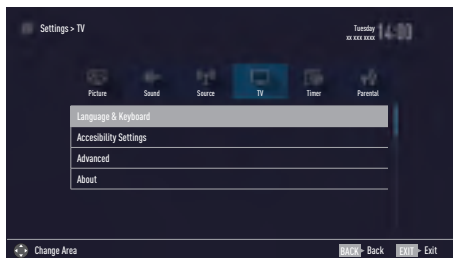 Settings > TV
Tuesday
xx xxx xxxx
14:00
Picture Sound Source TV Timer Parental
Language & Keyboard
Accesibility Settings
Advanced
About
Change Area BACK Back EXIT Exit